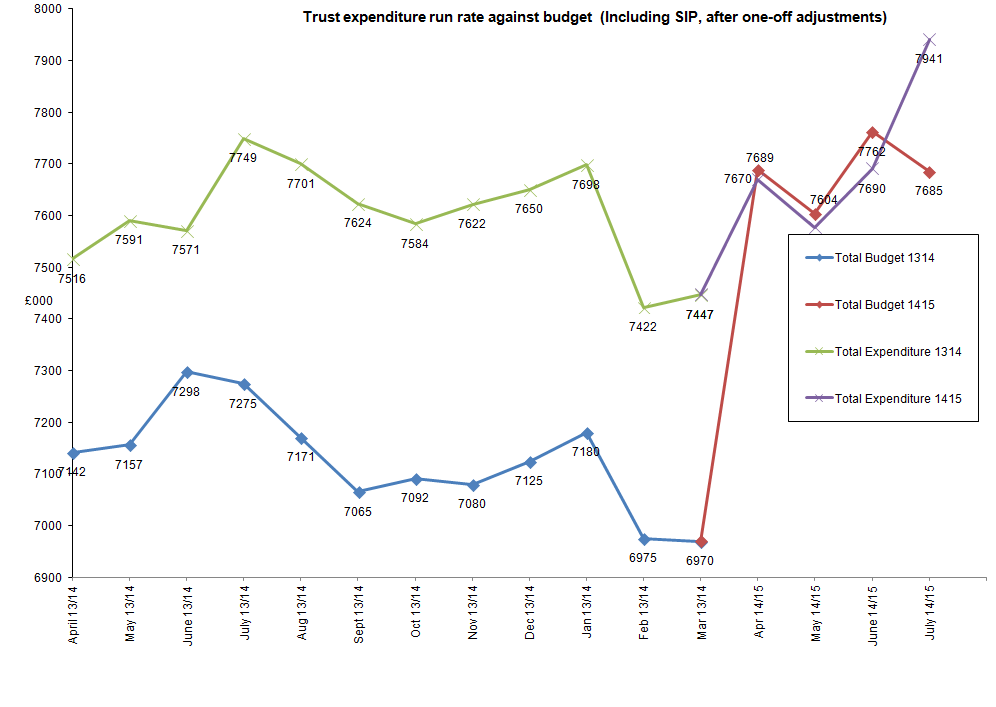 Trust expenditure run rate against budget (Including SIP, after one-off adjustments)
8000
7900
7800
7700
7600
7500
£000
7400
7300
7200
7100
7000
6900
7516
7591
7571
7749
7701
7624
7584
7622
7650
7698
7422
7447
7142
7157
7298
7275
7171
7065
7092
7080
7125
7180
6975
6970
7689
7670
7604
7762
7690
7941
7685
Total Budget 1314
Total Budget 1415
Total Expenditure 1314
Total Expenditure 1415
April 13/14
May 13/14
June 13/14
July 13/14
Aug 13/14
Sept 13/14
Oct 13/14
Nov 13/14
Dec 13/14
Jan 13/14
Feb 13/14
Mar 13/14
Apr 14/15
May 14/15
June 14/15
July 14/15